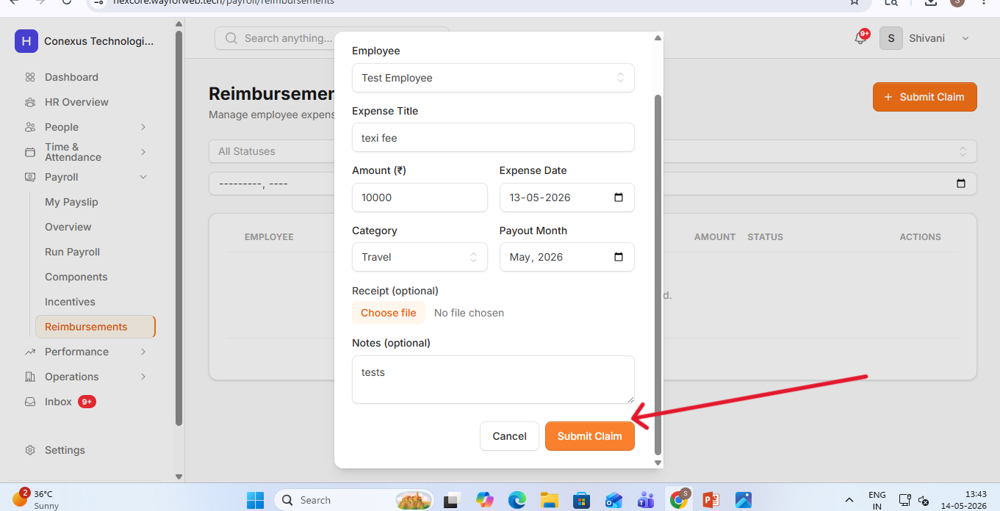 nexcore.wayforweb.tech/payroll/reimbursements
S
H
Conexus Technologi...
Search anything...
9+
S
Shivani
Dashboard
HR Overview
People
Time &
Attendance
Payroll
My Payslip
Overview
Run Payroll
Components
Incentives
Reimbursements
Performance
Operations
Inbox 9+
Settings
Manage employee
+ Submit Claim
All Statuses
---------, ----
EMPLOYEE
AMOUNT
STATUS
ACTIONS
d.
Employee
Test Employee
Expense Title
texi fee
Amount (₹)
Expense Date
10000
13-05-2026
Category
Payout Month
Travel
May, 2026
Receipt (optional)
Choose file
No file chosen
Notes (optional)
tests
Cancel
Submit Claim
2
36°C
Sunny
Search
S
ENG
IN
13:43
14-05-2026